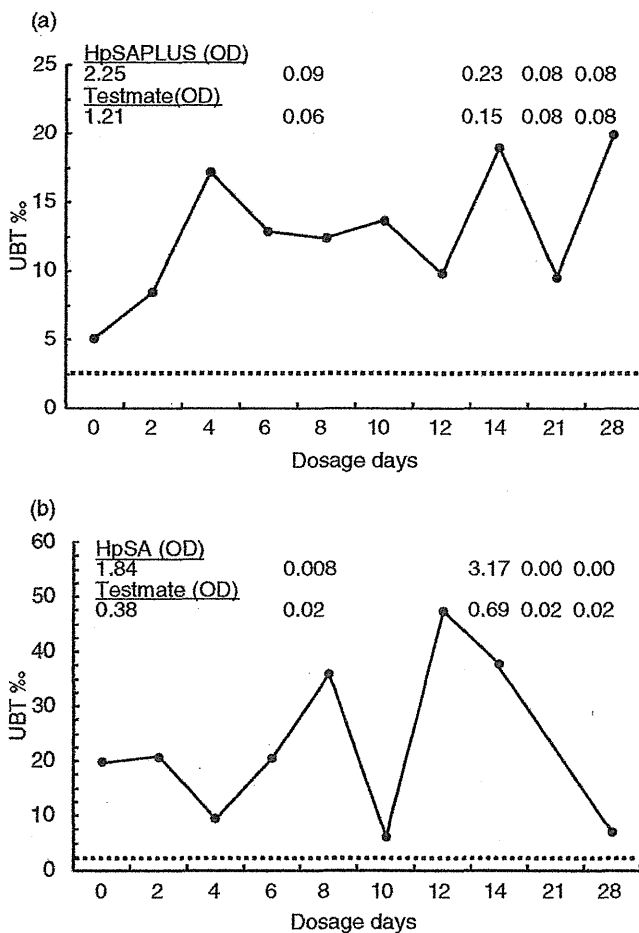 (a)
HpSAPLUS (OD)
2.25 0.09 0.23 0.08 0.08
Testmate(OD)
1.21 0.06 0.15 0.08 0.08
25
20
15
10
5
0
UBT ‰
0 2 4 6 8 10 12 14 21 28
Dosage days
(b)
HpSA (OD)
1.84 0.008 3.17 0.00 0.00
Testmate (OD)
0.38 0.02 0.69 0.02 0.02
60
50
40
30
20
10
0
UBT ‰
0 2 4 6 8 10 12 14 21 28
Dosage days